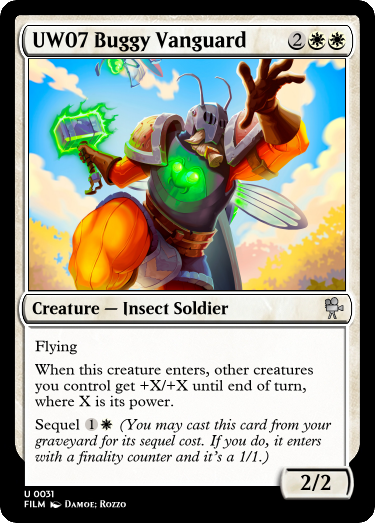 UW07 Buggy Vanguard 2
Creature — Insect Soldier
Flying
When this creature enters, other creatures
you control get +X/+X until end of turn,
where X is its power.
Sequel 1 (You may cast this card from your
graveyard for its sequel cost. If you do, it enters
with a finality counter and it's a 1/1.)
2/2
U 0031
FILM Damoe; Rozzo